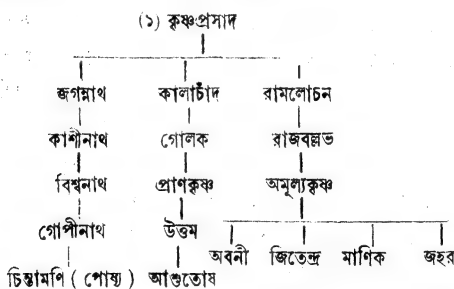 (১) কৃষ্ণপ্রসাদ
জগন্নাথ কালাচাঁদ রামলোচন
কাশীনাথ গোলক রাজবল্লভ
বিশ্বনাথ প্রাণকৃষ্ণ অমূল্যকৃষ্ণ
গোপীনাথ উত্তম
অবনী জিতেন্দ্র মাণিক জহর
চিন্তামণি ( পোষ্য ) আশুতোষ